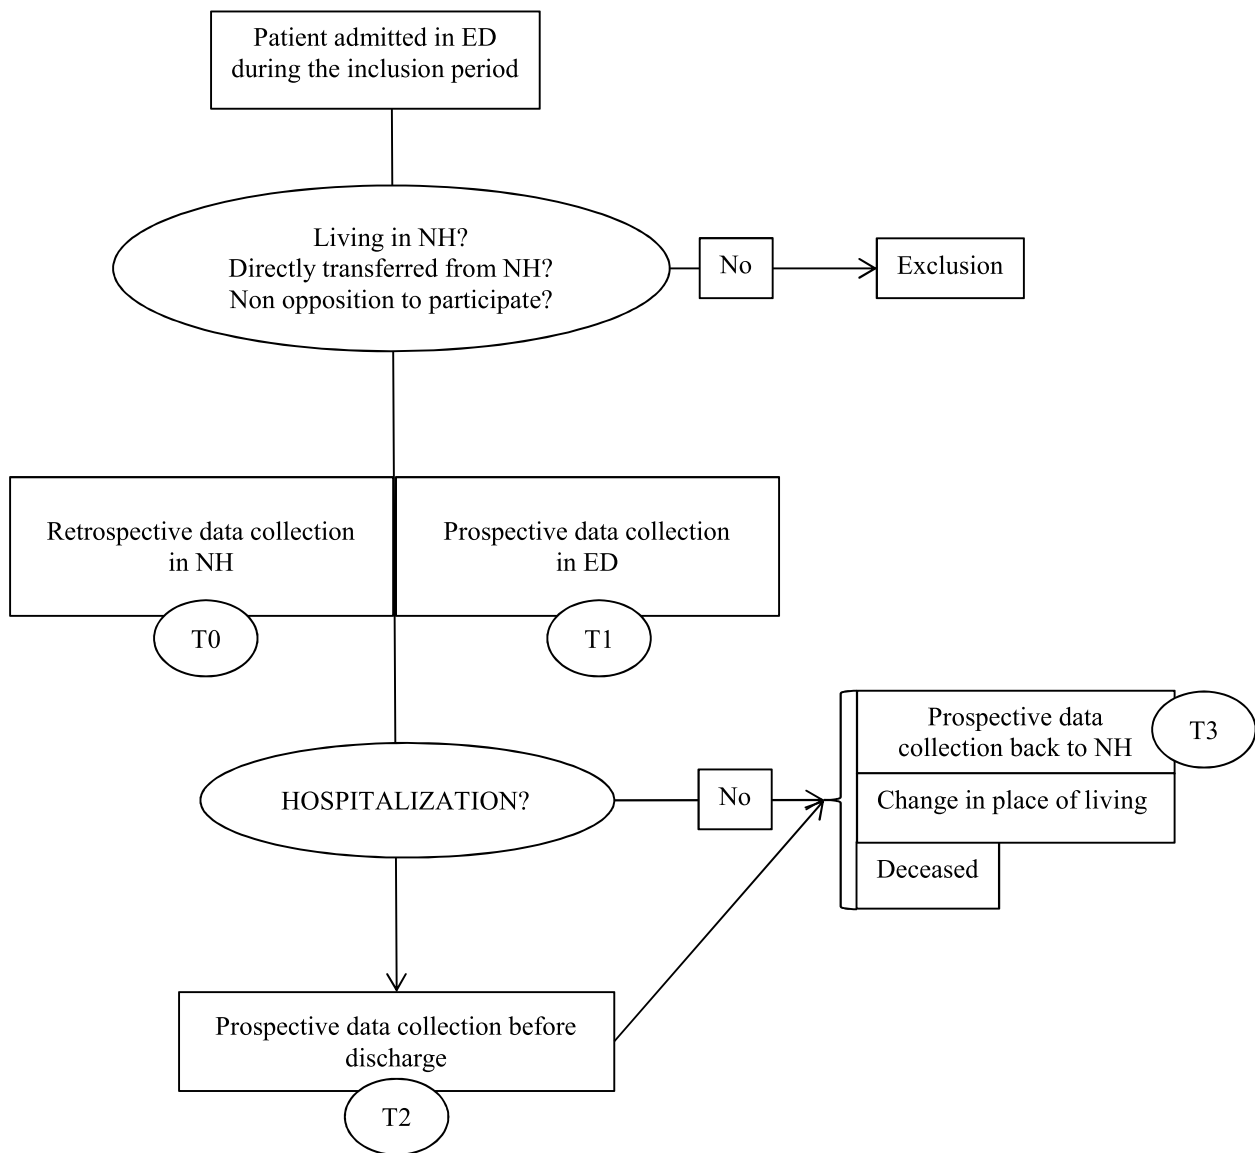 Patient admitted in ED
during the inclusion period
Living in NH?
Directly transferred from NH?
Non opposition to participate?
No
Exclusion
Retrospective data collection
in NH
T0
Prospective data collection
in ED
T1
HOSPITALIZATION?
No
Prospective data
collection back to NH
T3
Change in place of living
Deceased
Prospective data collection before
discharge
T2